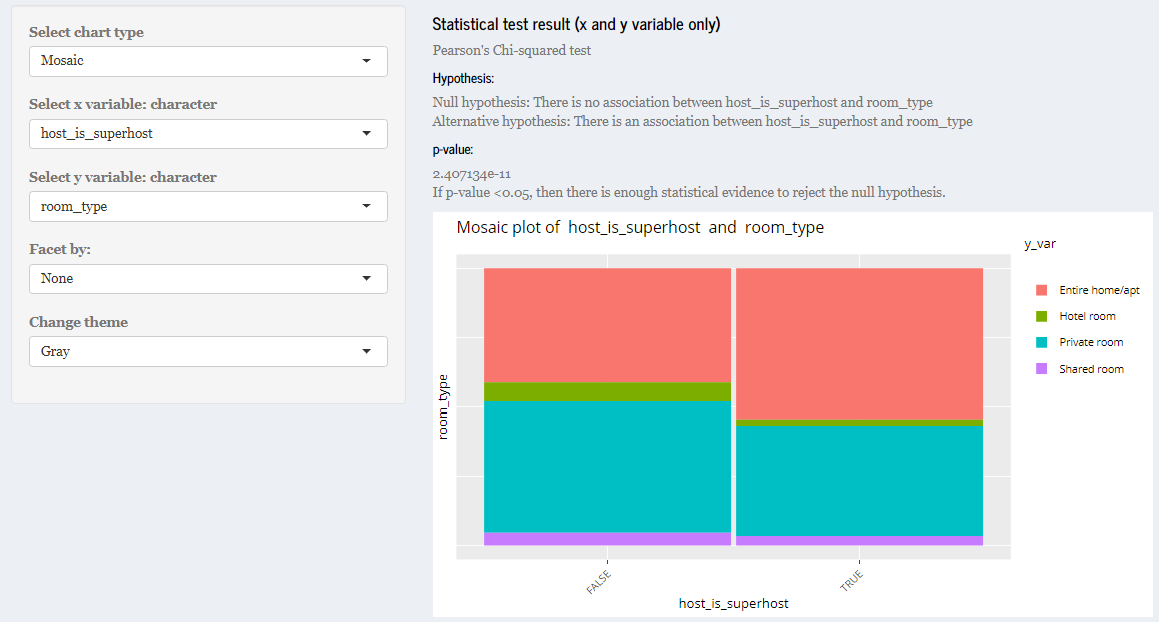 Select chart type
Mosaic
Select x variable: character
host_is_superhost
Select y variable: character
room_type
Facet by:
None
Change theme
Gray
Statistical test result (x and y variable only)
Pearson's Chi-squared test
Hypothesis:
Null hypothesis: There is no association between host_is_superhost and room_type
Alternative hypothesis: There is an association between host_is_superhost and room_type
p-value:
2.407134e-11
If p-value <0.05, then there is enough statistical evidence to reject the null hypothesis.
Mosaic plot of host_is_superhost and room_type
y_var
Entire home/apt
Hotel room
Private room
Shared room
room_type
FALSE
TRUE
host_is_superhost